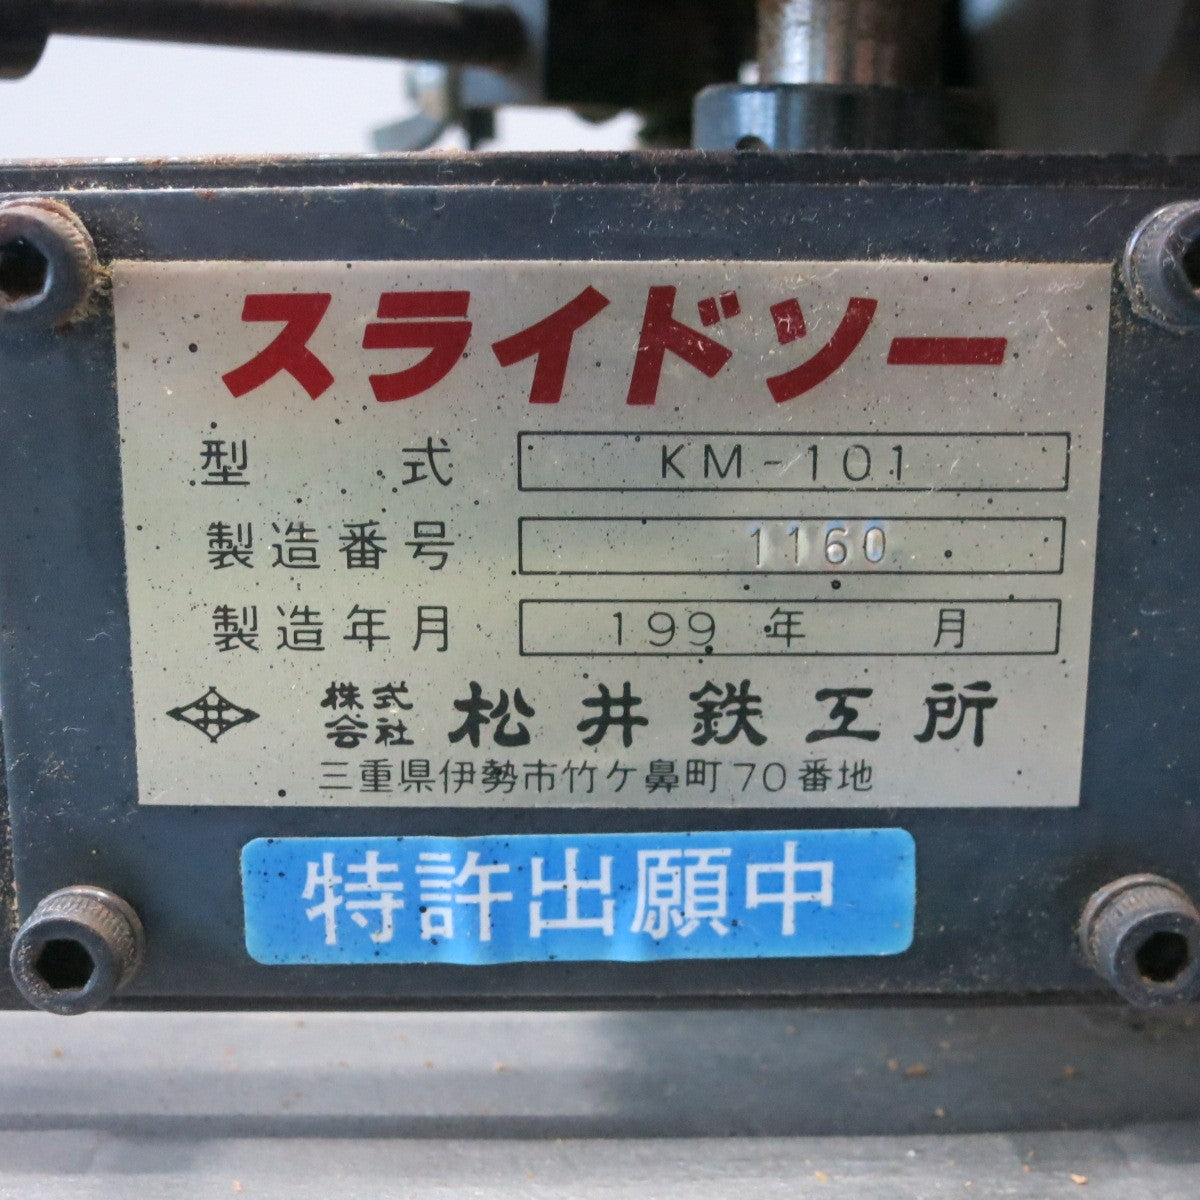 スライドソー
型式 KM-101
製造番号 1160
製造年月 199 年 月
株式会社 松井鉄工所
三重県伊勢市竹ケ鼻町70番地
特許出願中